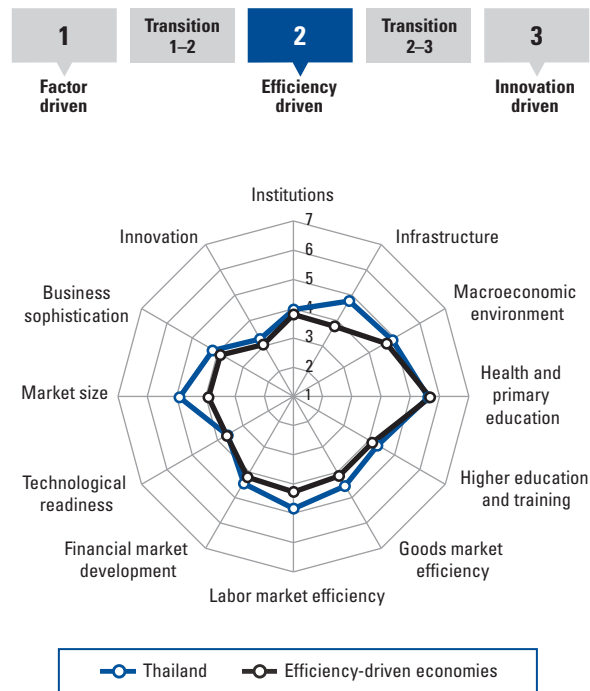 1
Transition
1–2
2
Transition
2–3
3
Factor
driven
Efficiency
driven
Innovation
driven
Institutions
7
Innovation
Infrastructure
6
5
Business
sophistication
Macroeconomic
environment
4
3
2
Market size
1
Health and
primary
education
Technological
readiness
Higher education
and training
Financial market
development
Goods market
efficiency
Labor market efficiency
Thailand
Efficiency-driven economies